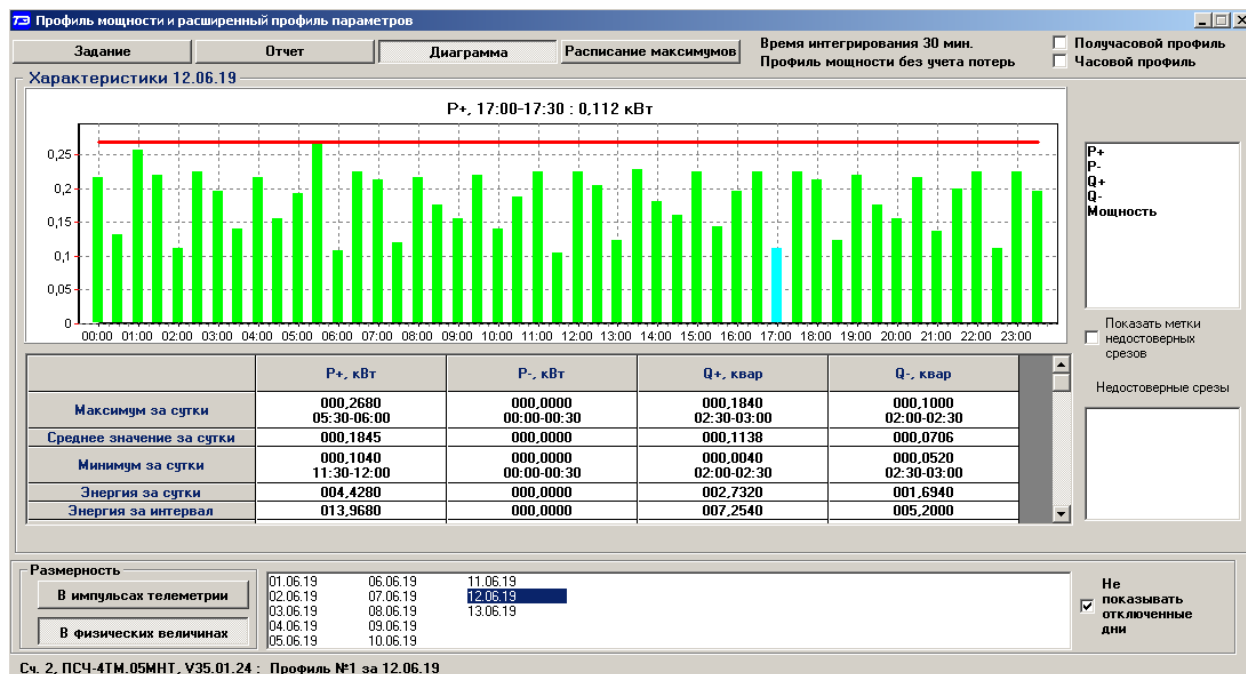 ТЭ Профиль мощности и расширенный профиль параметров
Задание Отчет Диаграмма Расписание максимумов
Время интегрирования 30 мин.
Профиль мощности без учета потерь
Получасовой профиль
Часовой профиль
Характеристики 12.06.19
P+, 17:00-17:30 : 0,112 кВт
0,25
0,2
0,15
0,1
0,05
0
00:00 01:00 02:00 03:00 04:00 05:00 06:00 07:00 08:00 09:00 10:00 11:00 12:00 13:00 14:00 15:00 16:00 17:00 18:00 19:00 20:00 21:00 22:00 23:00
P+
P-
Q+
Q-
Мощность
Показать метки
недостоверных
срезов
Недостоверные срезы
P+, кВт P-, кВт Q+, квар Q-, квар
Максимум за сутки 000,2680 000,0000 000,1840 000,1000
05:30-06:00 00:00-00:30 02:30-03:00 02:00-02:30
Среднее значение за сутки 000,1845 000,0000 000,1138 000,0706
Минимум за сутки 000,1040 000,0000 000,0040 000,0520
11:30-12:00 00:00-00:30 02:00-02:30 02:30-03:00
Энергия за сутки 004,4280 000,0000 002,7320 001,6940
Энергия за интервал 013,9680 000,0000 007,2540 005,2000
Размерность
В импульсах телеметрии
В физических величинах
01.06.19 06.06.19 11.06.19
02.06.19 07.06.19 12.06.19
03.06.19 08.06.19 13.06.19
04.06.19 09.06.19
05.06.19 10.06.19
Не
показывать
отключенные
дни
Сч. 2, ПСЧ-4ТМ.05МНТ, V35.01.24 : Профиль №1 за 12.06.19